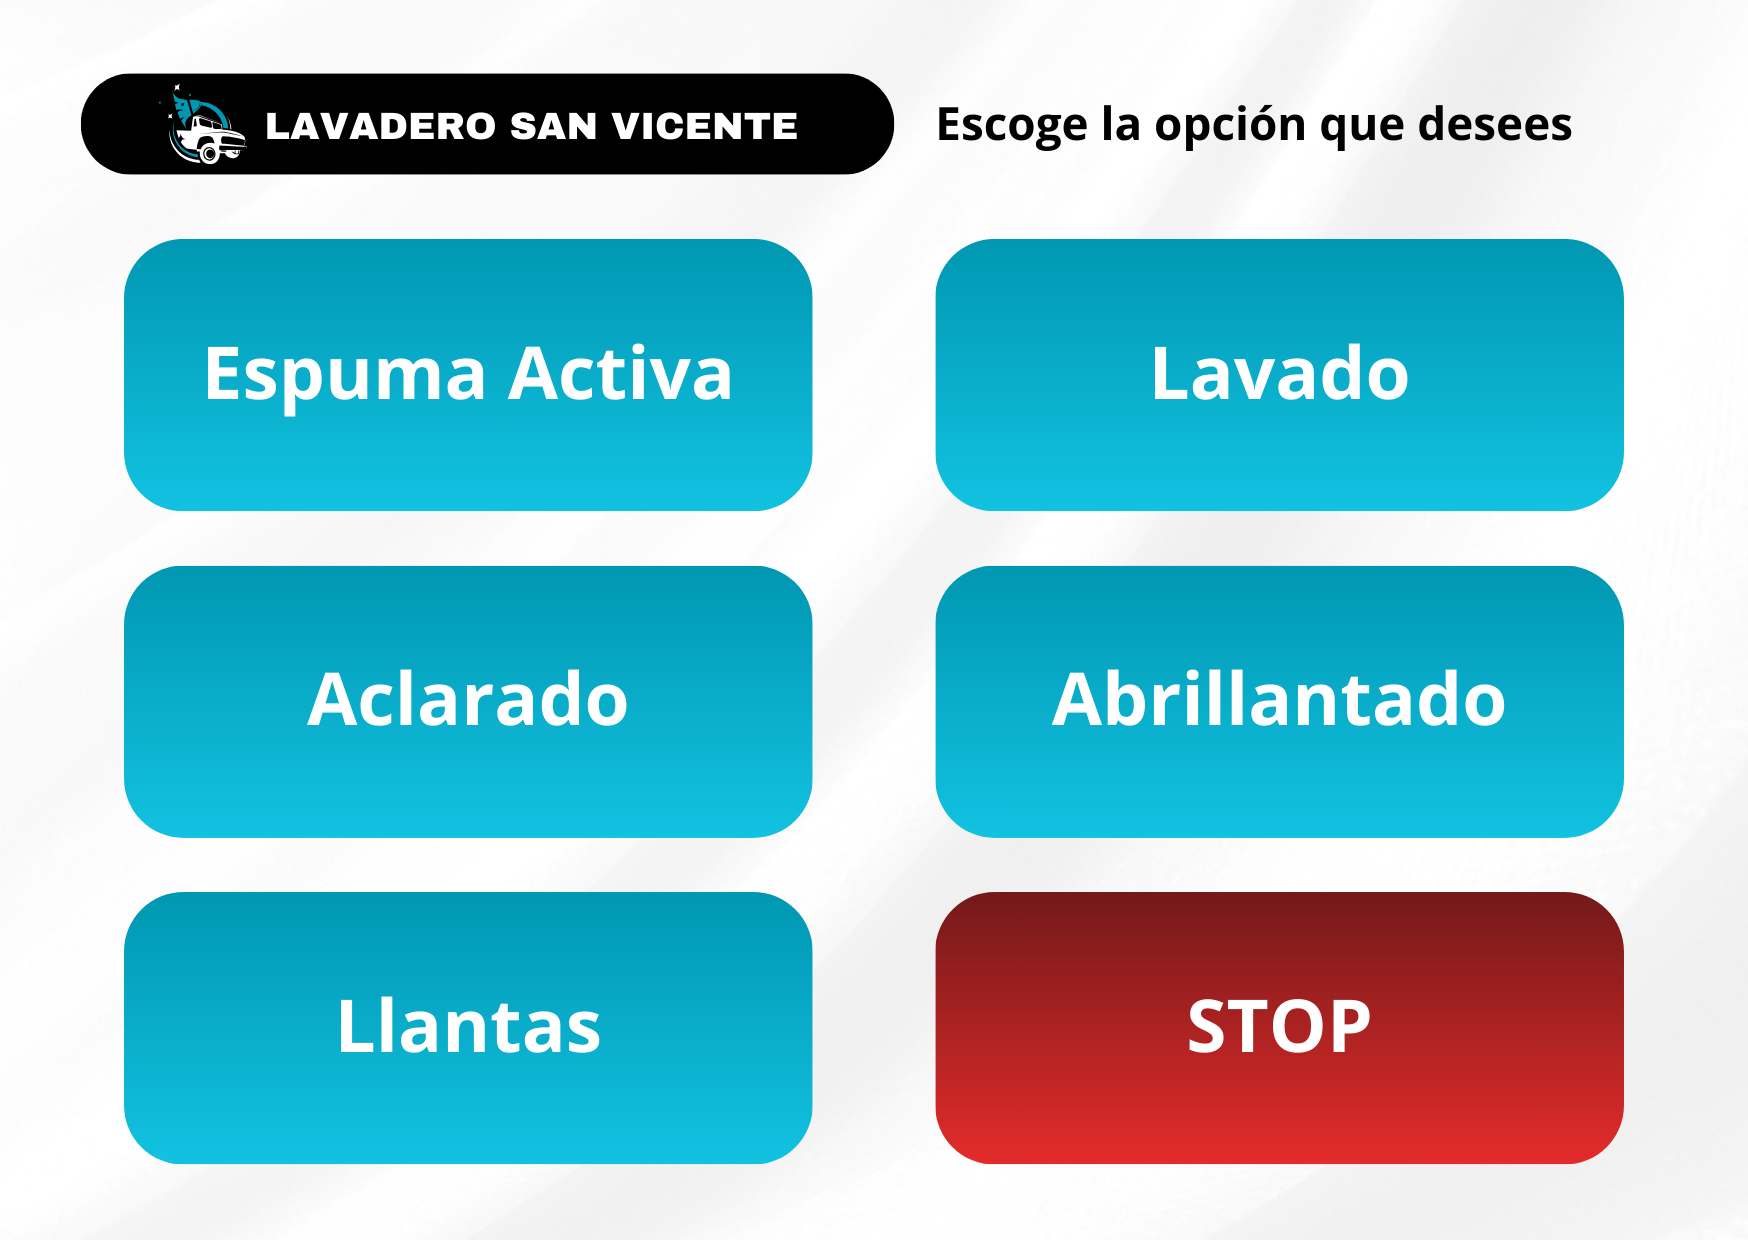 LAVADERO SAN VICENTE
Escoge la opción que desees
Espuma Activa
Lavado
Aclarado
Abrillantado
Llantas
STOP